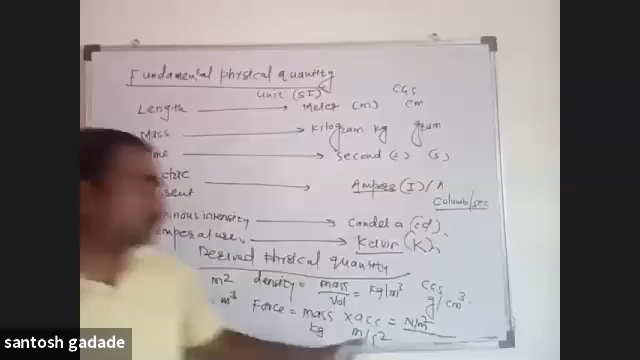 Fundamental physical quantity
Unit (SI) CGS
Length → Meter (m) cm
Mass → kilogram kg gram
me → second (s) (s)
→ Ampere (I)/A
Coulomb/sec
inous intensity → candela (cd),
Temperature, → Kelvin (K),
Derived physical quantity
m² density = mass/Vol = kg/m³ CGS g/cm³
m³ Force = mass × acc = N/m²
kg m/s²
santosh gadade